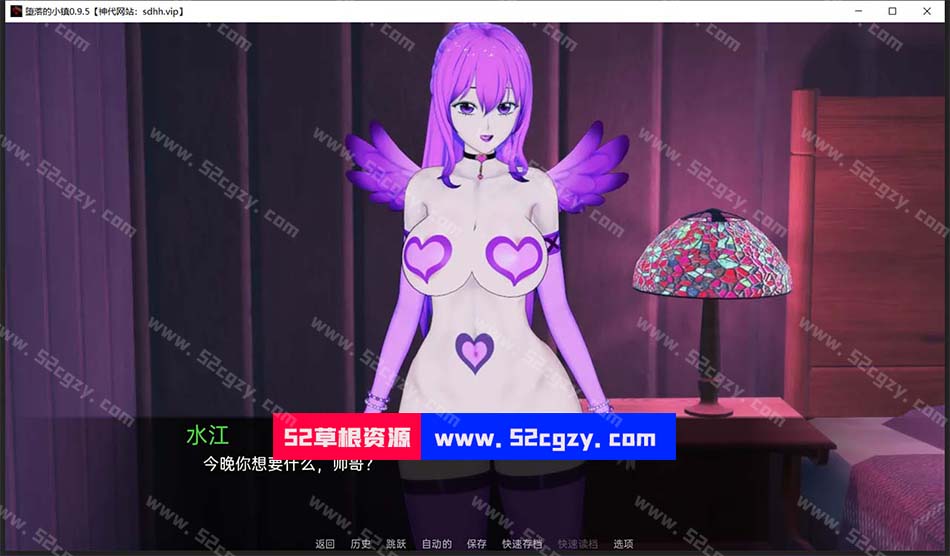 堕落的小镇0.9.5【神代网站：sdhh.vip】
水江
52草根资源 www.52cgzy.com
今晚你想要什么，帅哥？
返回 历史 跳跃 自动的 保存 快速存档 快速读档 选项
www.52cgzy.com